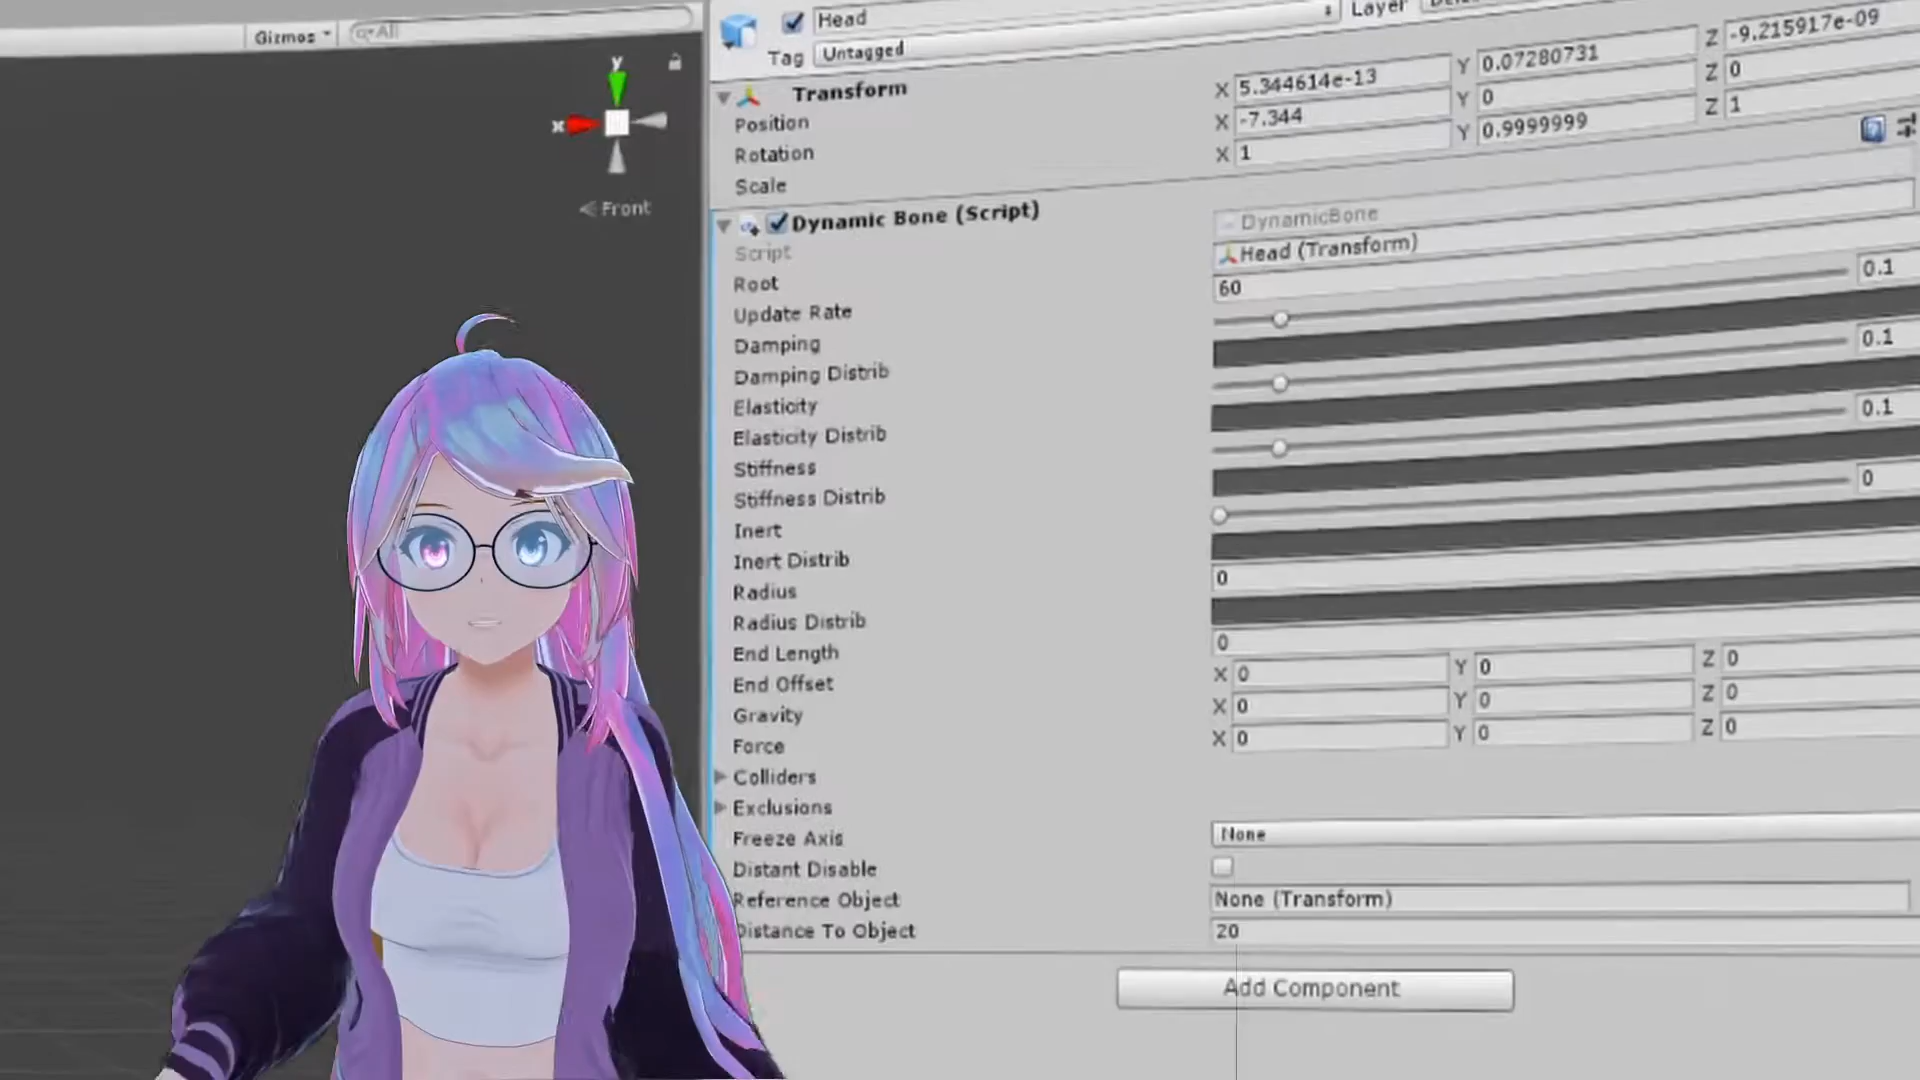 Gizmos
All
y
x
Front
Head
Layer
Tag Untagged
Transform
Position X 5.344614e-13 Y 0.07280731 Z -9.215917e-09
Rotation X -7.344 Y 0 Z 0
Scale X 1 Y 0.9999999 Z 1
Dynamic Bone (Script)
Script DynamicBone
Root Head (Transform)
Update Rate 60
Damping 0.1
Damping Distrib
Elasticity 0.1
Elasticity Distrib
Stiffness 0.1
Stiffness Distrib
Inert 0
Inert Distrib
Radius 0
Radius Distrib
End Length 0
End Offset X 0 Y 0 Z 0
Gravity X 0 Y 0 Z 0
Force X 0 Y 0 Z 0
Colliders
Exclusions
Freeze Axis None
Distant Disable
Reference Object None (Transform)
Distance To Object 20
Add Component